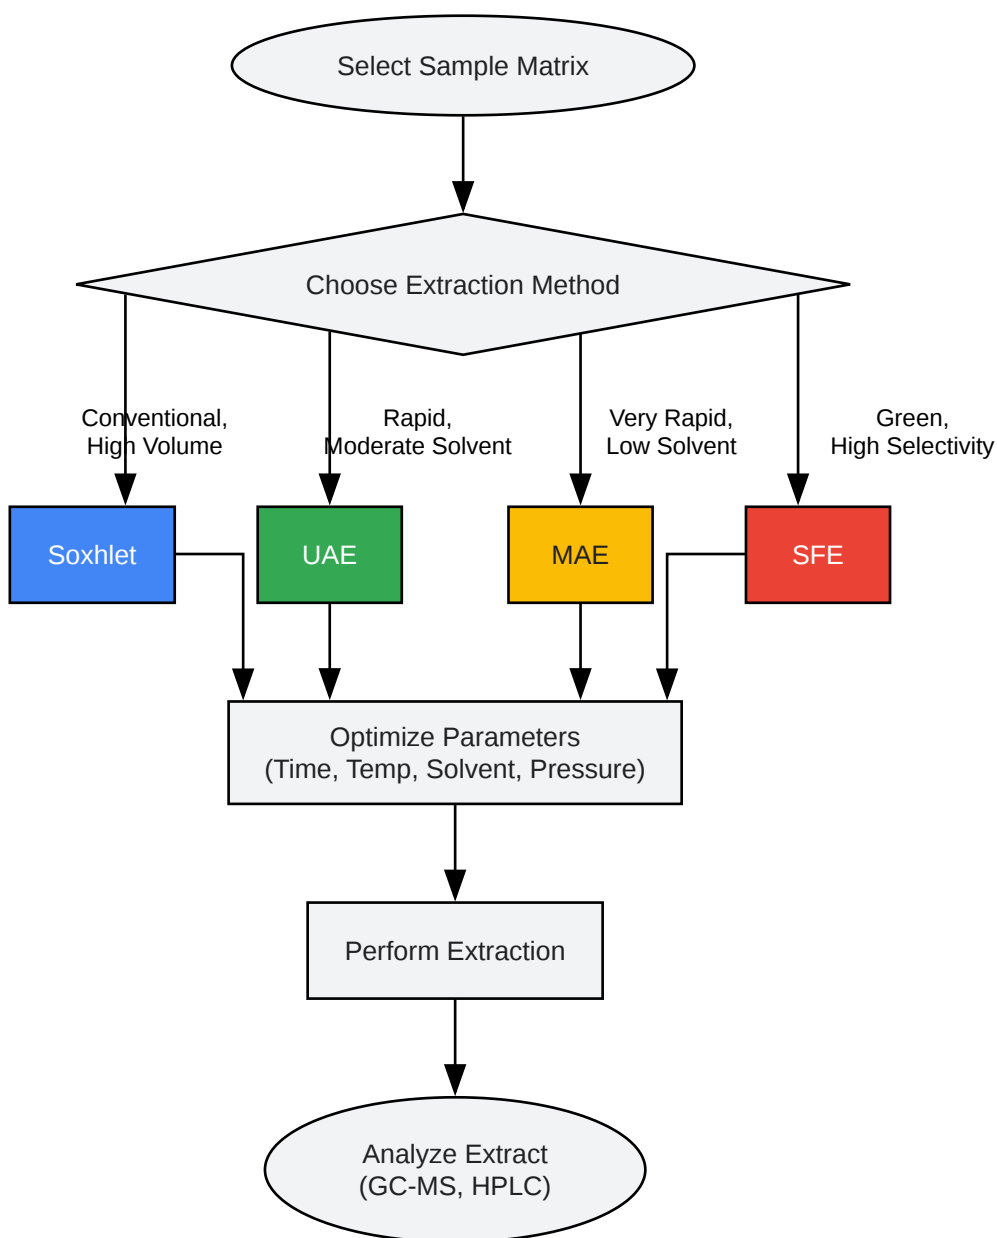 Select Sample Matrix
Choose Extraction Method
Conventional,
High Volume
Rapid,
Moderate Solvent
Very Rapid,
Low Solvent
Green,
High Selectivity
Soxhlet
UAE
MAE
SFE
Optimize Parameters
(Time, Temp, Solvent, Pressure)
Perform Extraction
Analyze Extract
(GC-MS, HPLC)